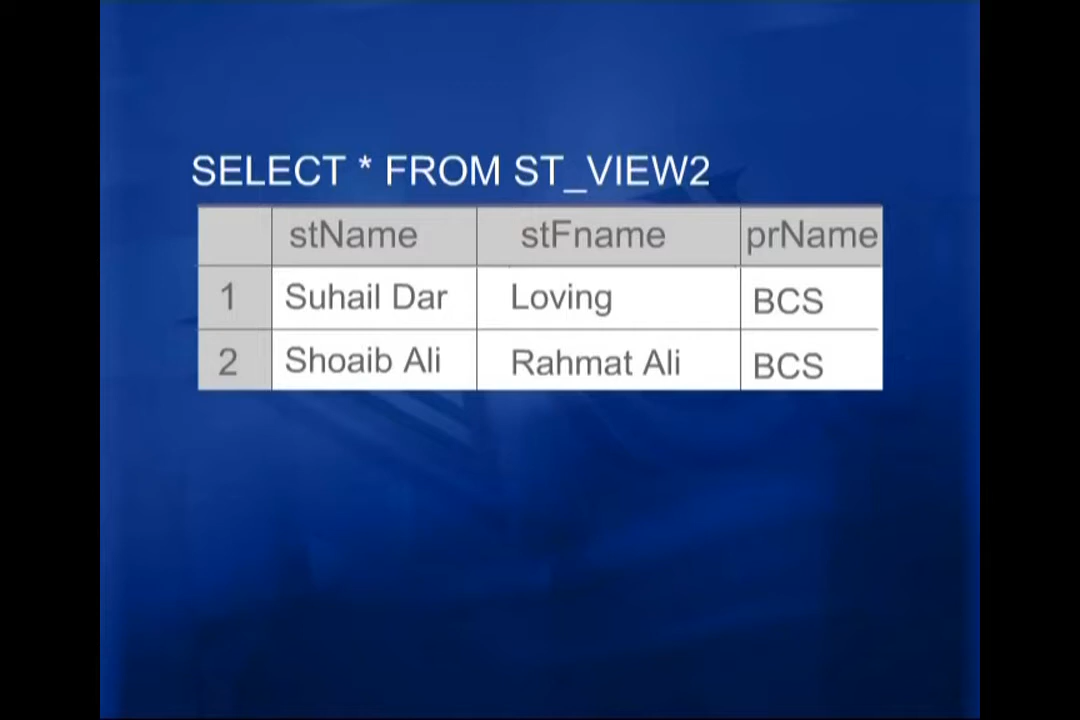 SELECT * FROM ST_VIEW2
stName stFname prName
1 Suhail Dar Loving BCS
2 Shoaib Ali Rahmat Ali BCS